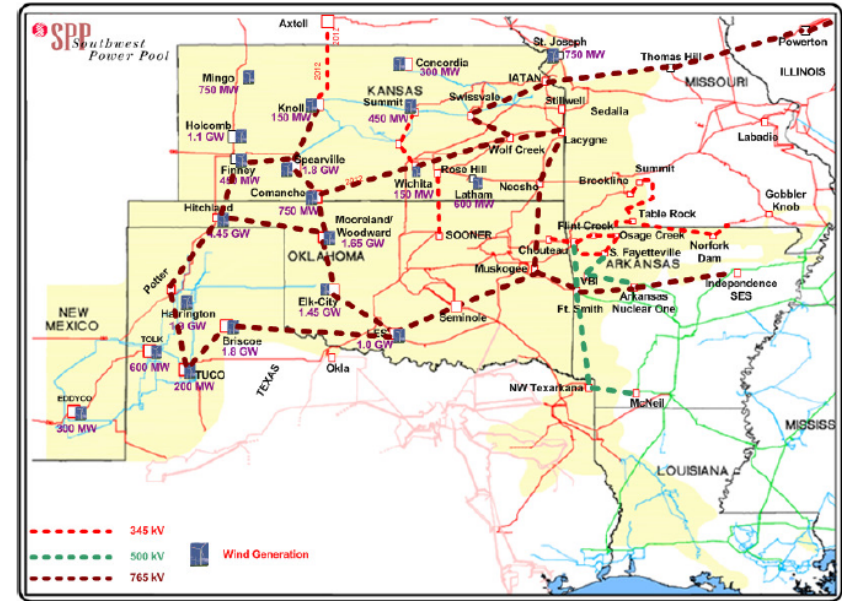 SPP Southwest
Power Pool
Axtell
2012
2012
St. Joseph
750 MW
Powerton
Concordia
300 MW
Thomas Hill
MISSOURI
ILLINOIS
Mingo
750 MW
IATAN
KANSAS
Swissvale
Stillwell
Sedalia
Knoll
150 MW
Summit
450 MW
Labadie
Holcomb
1.1 GW
Wolf Creek
Lacygne
Spearville
1.8 GW
Finney
2012
Rose Hill
Summit
Wichita
150 MW
Latham
600 MW
Neosho
Brookline
Comanche
750 MW
Gobbler
Knob
Hitchland
1.45 GW
Mooreland/
Woodward
1.65 GW
Table Rock
Flint Creek
Osage Creek
SOONER
Chouteau
Norfork
Dam
OKLAHOMA
S. Fayetteville
ARKANSAS
Muskogee
Potter
VBI
Independence
SES
Elk-City
1.45 GW
Arkansas
Nuclear One
Harrington
Ft. Smith
NEW
MEXICO
Seminole
Briscoe
1.8 GW
1.0 GW
TOLK
600 MW
Okla
TEXAS
TUCO
200 MW
NW Texarkana
McNeil
EDDYCO
300 MW
MISSISS
LOUISIANA
345 kV
500 kV
Wind Generation
765 kV